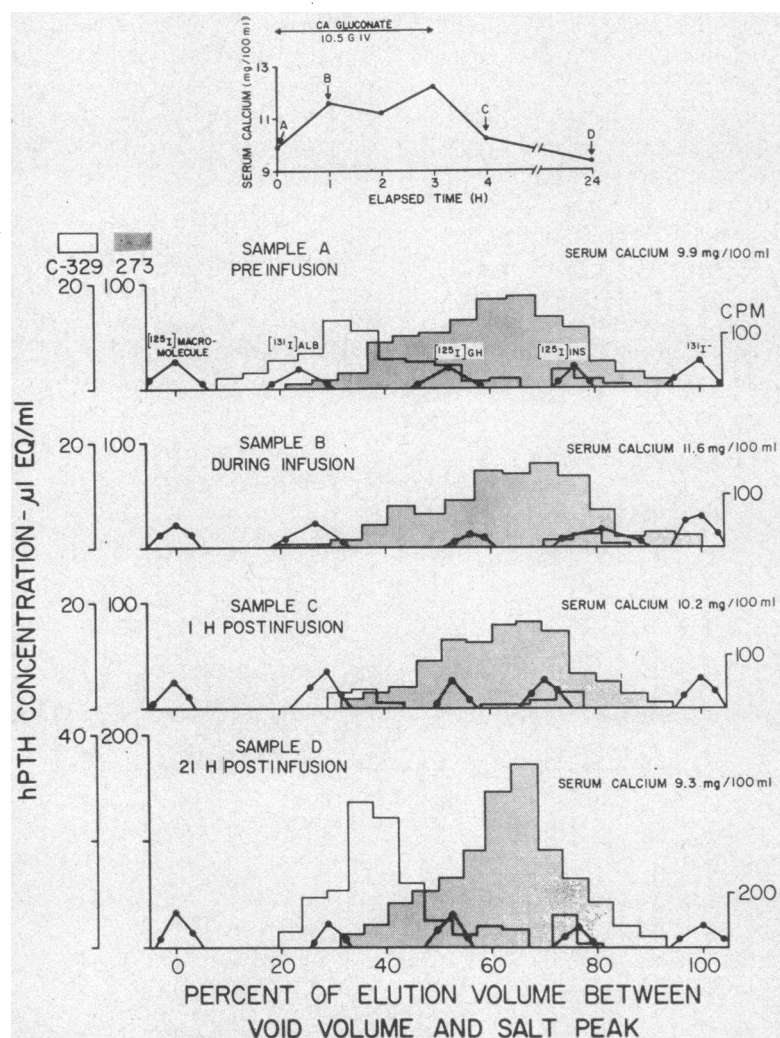 CA GLUCONATE
10.5 G IV
SERUM CALCIUM (mg/100 ml)
13
11
9
A
B
C
D
0 1 2 3 4 24
ELAPSED TIME (H)
C-329 273
SAMPLE A
PREINFUSION
SERUM CALCIUM 9.9 mg/100 ml
20 100
CPM
100
[125I] MACRO-
MOLECULE
[131I] ALB
[125I] GH
[125I] INS
131I-
hPTH CONCENTRATION - µl EQ/ml
20 100
SAMPLE B
DURING INFUSION
SERUM CALCIUM 11.6 mg/100 ml
100
20 100
SAMPLE C
1 H POSTINFUSION
SERUM CALCIUM 10.2 mg/100 ml
100
40 200
SAMPLE D
21 H POSTINFUSION
SERUM CALCIUM 9.3 mg/100 ml
200
0 20 40 60 80 100
PERCENT OF ELUTION VOLUME BETWEEN
VOID VOLUME AND SALT PEAK